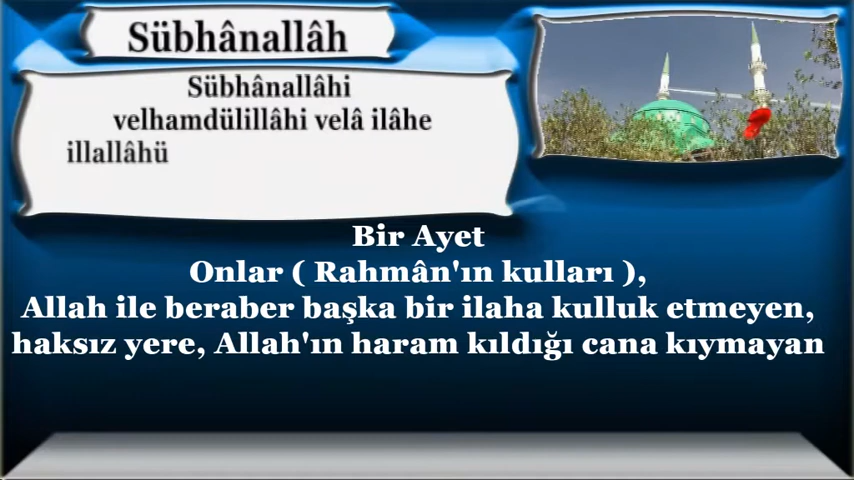 Sübhânallâh
Sübhânallâhi
velhamdülillâhi velâ ilâhe
illallâhü
Bir Ayet
Onlar ( Rahmân'ın kulları ),
Allah ile beraber başka bir ilaha kulluk etmeyen,
haksız yere, Allah'ın haram kıldığı cana kıymayan